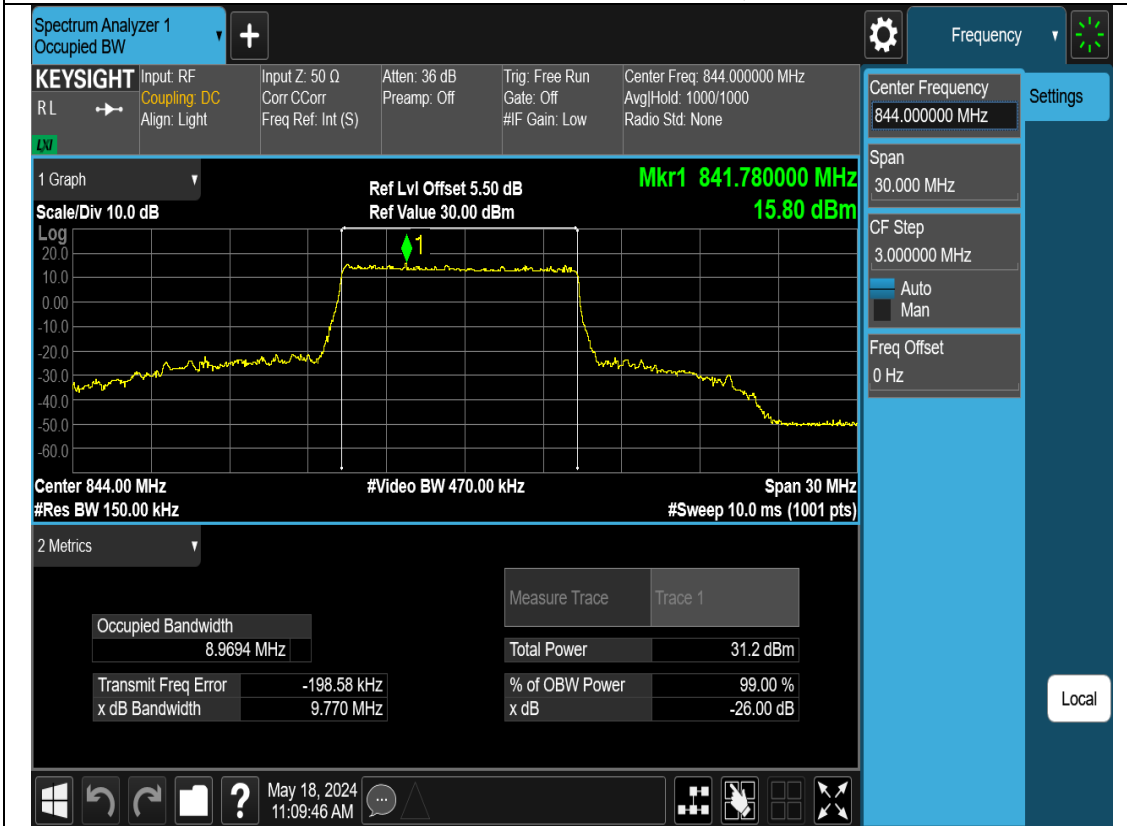 Spectrum Analyzer 1
Occupied BW
Frequency
KEYSIGHT
R L
LXI
Input: RF
Coupling: DC
Align: Light
Input Z: 50 Ω
Corr CCorr
Freq Ref: Int (S)
Atten: 36 dB
Preamp: Off
Trig: Free Run
Gate: Off
#IF Gain: Low
Center Freq: 844.000000 MHz
Avg|Hold: 1000/1000
Radio Std: None
Center Frequency
844.000000 MHz
Settings
Span
30.000 MHz
CF Step
3.000000 MHz
Auto
Man
Freq Offset
0 Hz
Local
1 Graph
Scale/Div 10.0 dB
Ref Lvl Offset 5.50 dB
Ref Value 30.00 dBm
Mkr1 841.780000 MHz
15.80 dBm
Log
1
20.0
10.0
0.00
-10.0
-20.0
-30.0
-40.0
-50.0
-60.0
Center 844.00 MHz
#Video BW 470.00 kHz
Span 30 MHz
#Res BW 150.00 kHz
#Sweep 10.0 ms (1001 pts)
2 Metrics
Measure Trace
Trace 1
Occupied Bandwidth
8.9694 MHz
Total Power
31.2 dBm
Transmit Freq Error
-198.58 kHz
% of OBW Power
99.00 %
x dB Bandwidth
9.770 MHz
x dB
-26.00 dB
?
May 18, 2024
11:09:46 AM